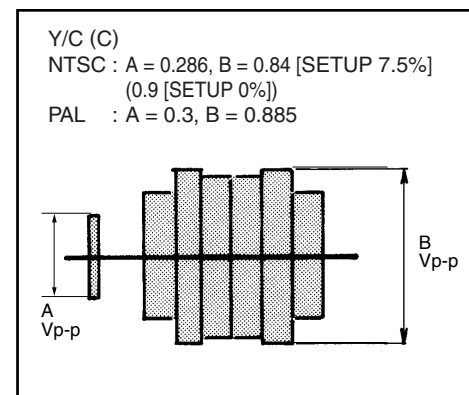 Y/C (C)
NTSC : A = 0.286, B = 0.84 [SETUP 7.5%]
(0.9 [SETUP 0%])
PAL : A = 0.3, B = 0.885
A
Vp-p
B
Vp-p